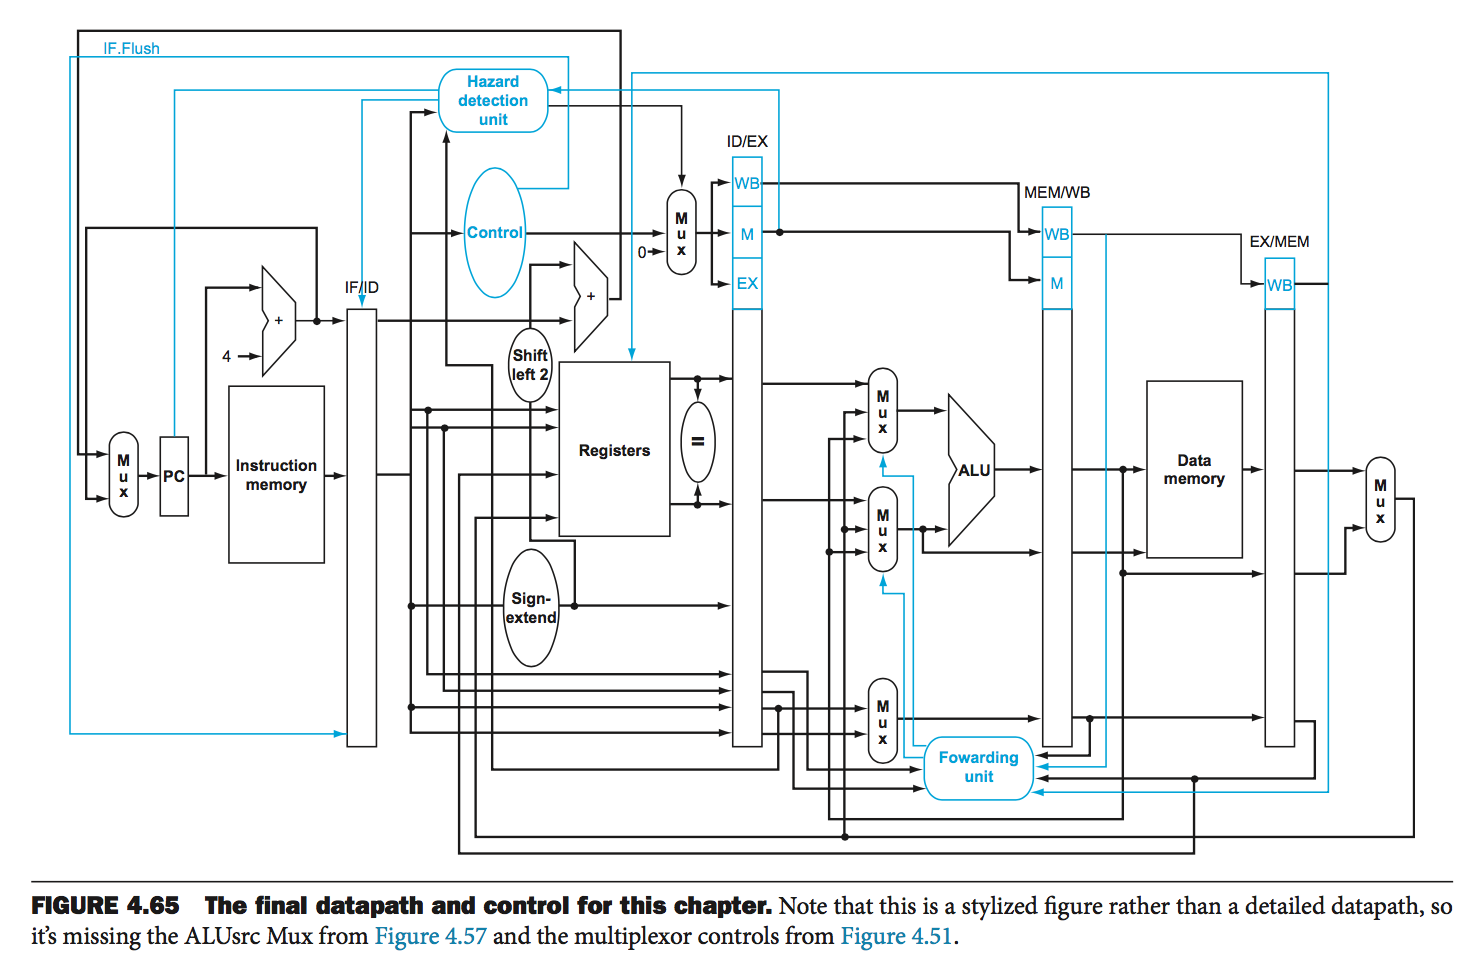 IF.Flush
Hazard
detection
unit
ID/EX
WB
MEM/WB
M
u
x
Control
M
WB
EX/MEM
0
EX
M
WB
IF/ID
+
+
4
Shift
left 2
M
u
x
M
u
x
PC
Instruction
memory
Registers
=
ALU
Data
memory
M
u
x
M
u
x
Sign-
extend
M
u
x
Fowarding
unit
FIGURE 4.65 The final datapath and control for this chapter. Note that this is a stylized figure rather than a detailed datapath, so
it's missing the ALUsrc Mux from Figure 4.57 and the multiplexor controls from Figure 4.51.